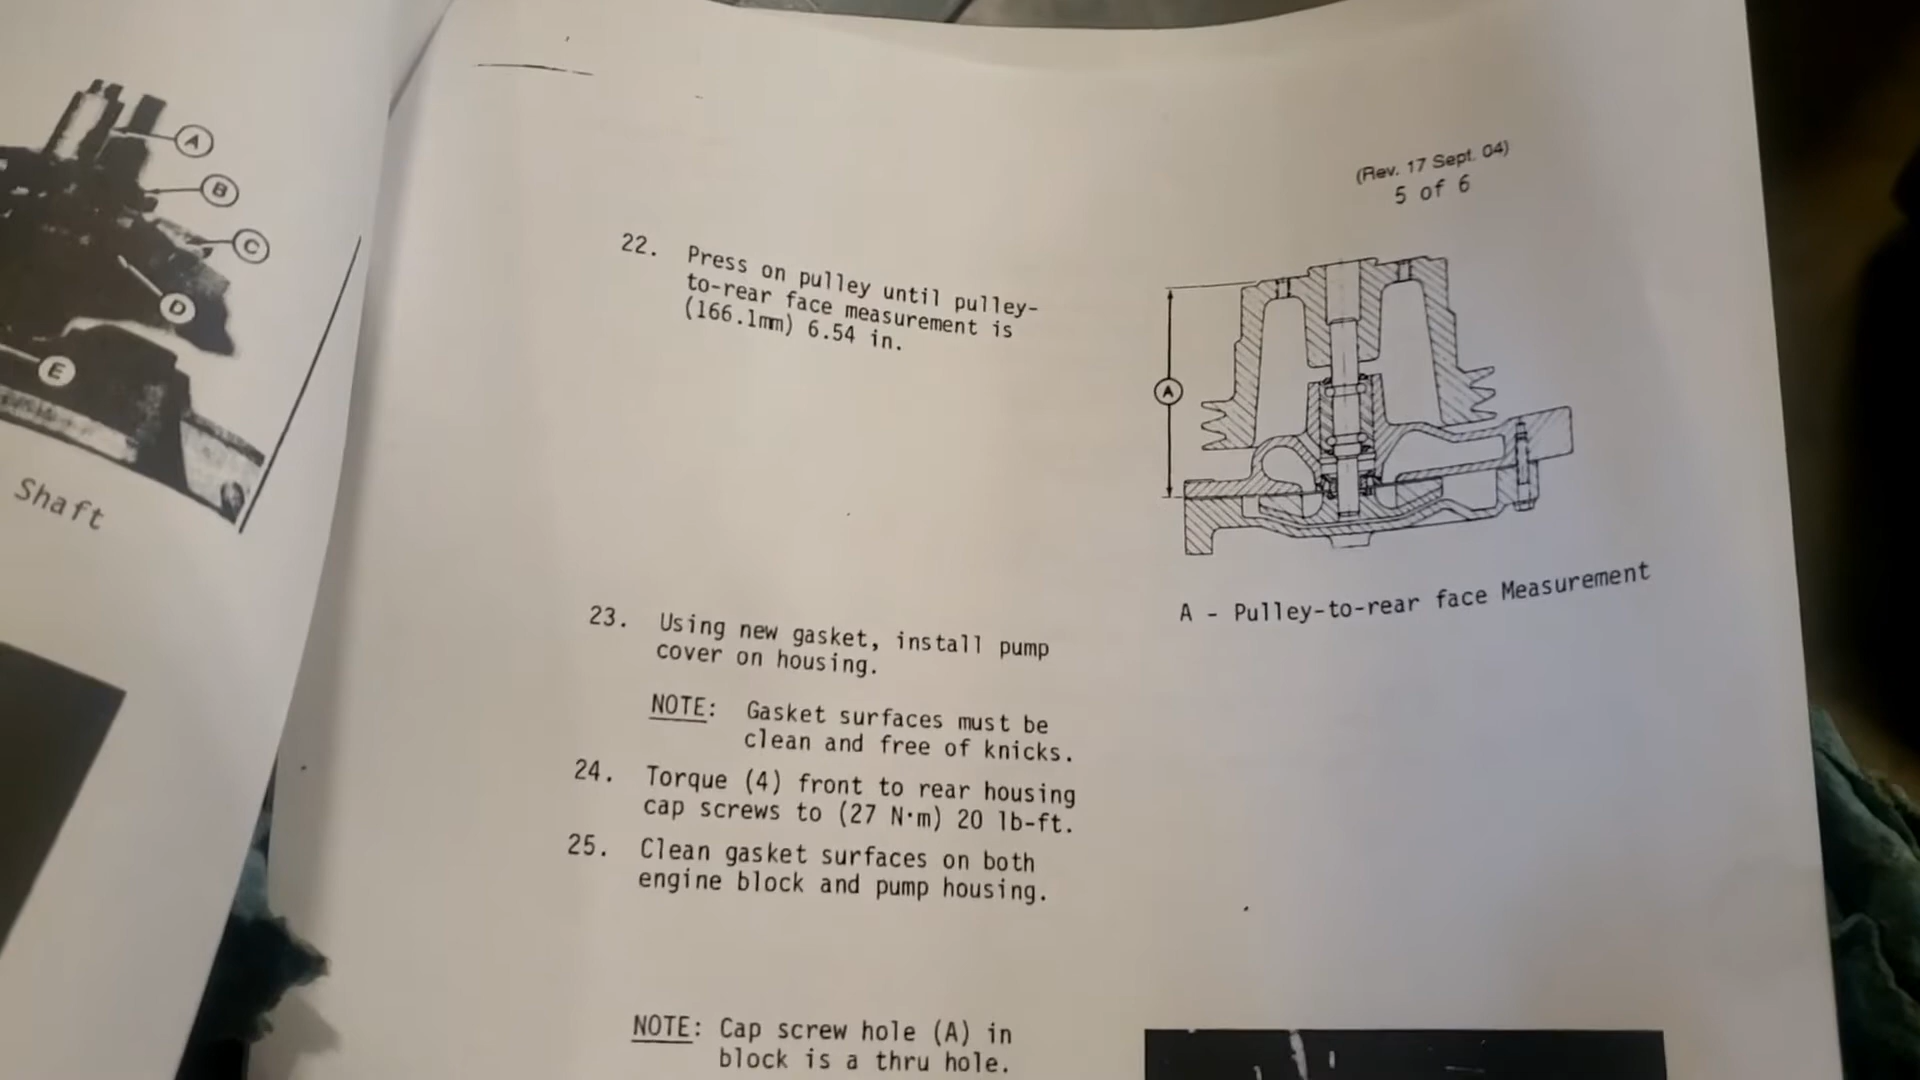 A
B
C
D
E
Shaft
(Rev. 17 Sept. 04)
5 of 6
22. Press on pulley until pulley-
to-rear face measurement is
(166.1mm) 6.54 in.
A
A - Pulley-to-rear face Measurement
23. Using new gasket, install pump
cover on housing.
NOTE: Gasket surfaces must be
clean and free of knicks.
24. Torque (4) front to rear housing
cap screws to (27 N·m) 20 lb-ft.
25. Clean gasket surfaces on both
engine block and pump housing.
NOTE: Cap screw hole (A) in
block is a thru hole.